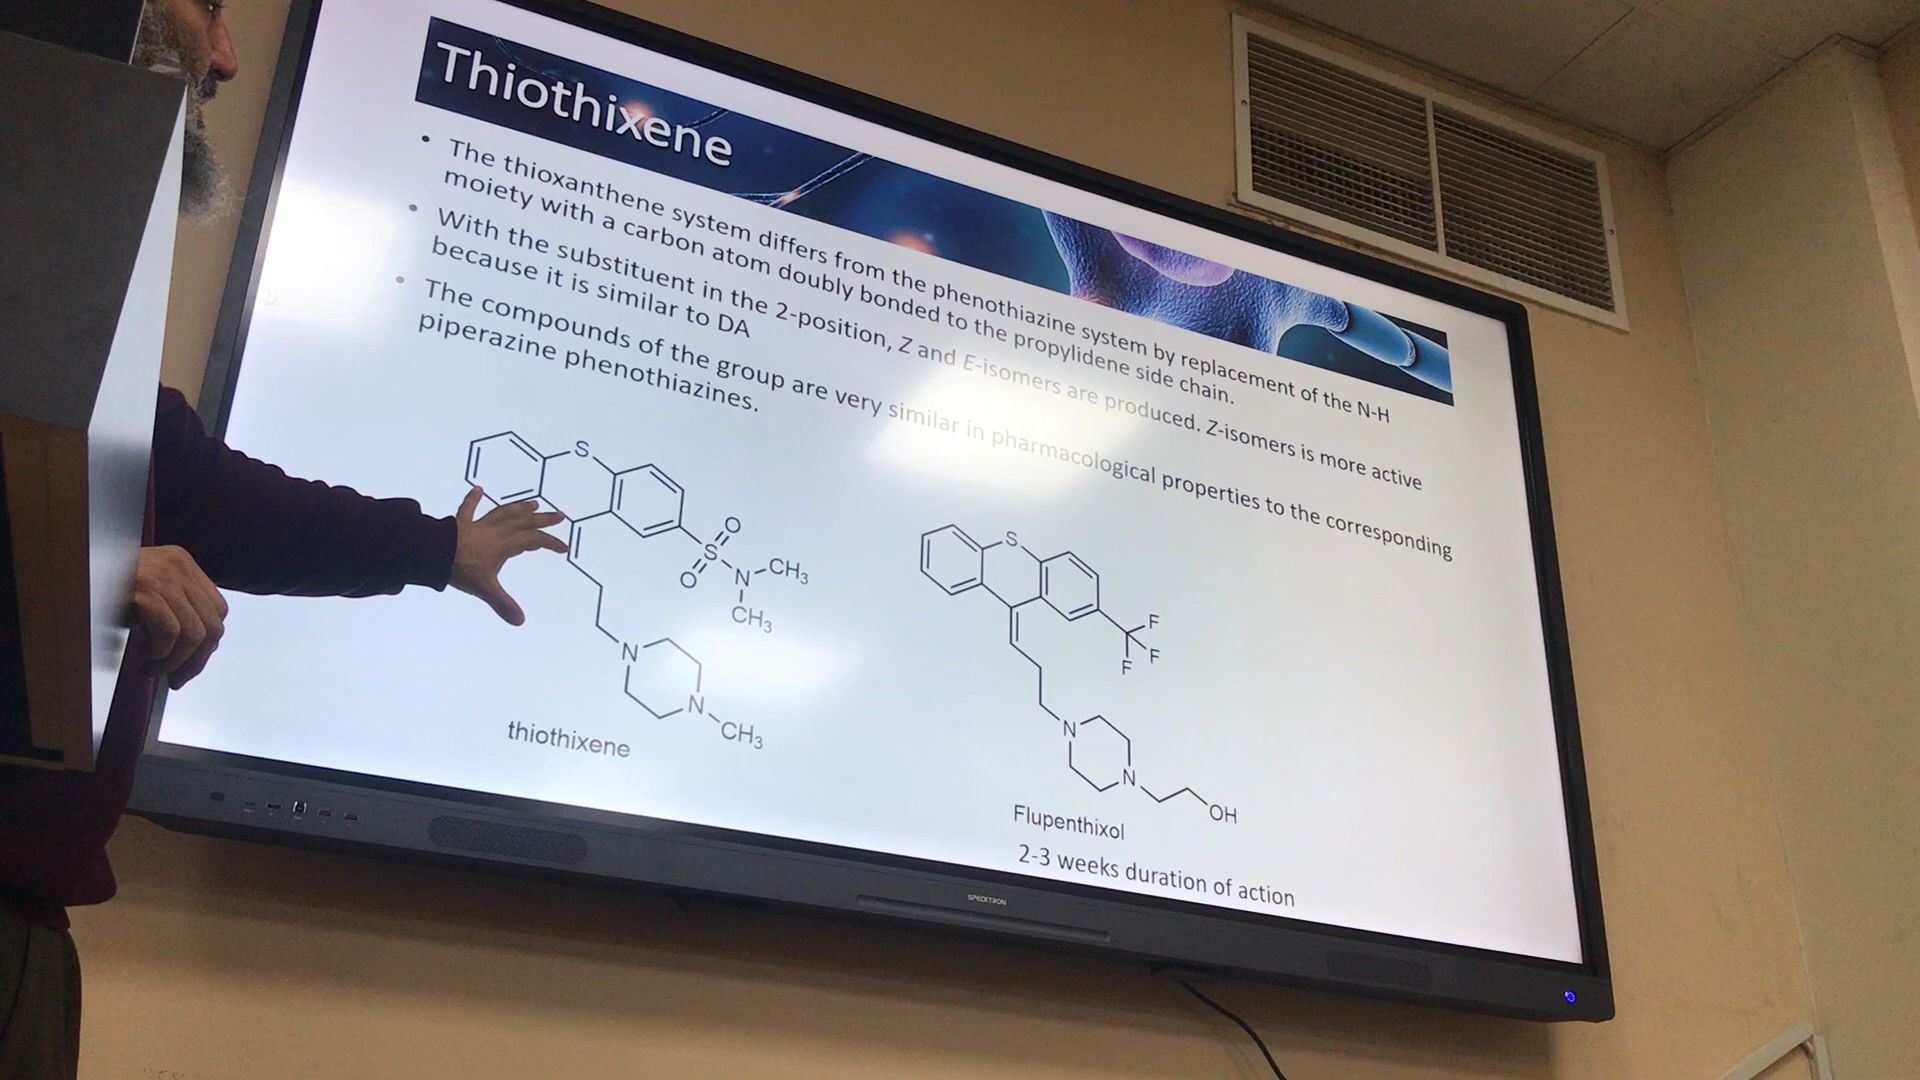 Thiothixene
• The thioxanthene system differs from the phenothiazine system by replacement of the N-H
moiety with a carbon atom doubly bonded to the propylidene side chain.
• With the substituent in the 2-position, Z and E-isomers are produced. Z-isomers is more active
because it is similar to DA
• The compounds of the group are very similar in pharmacological properties to the corresponding
piperazine phenothiazines.
S
O
S
O
N
CH3
CH3
N
N
CH3
thiothixene
S
F
F
F
N
N
OH
Flupenthixol
2-3 weeks duration of action
SPECKTRON